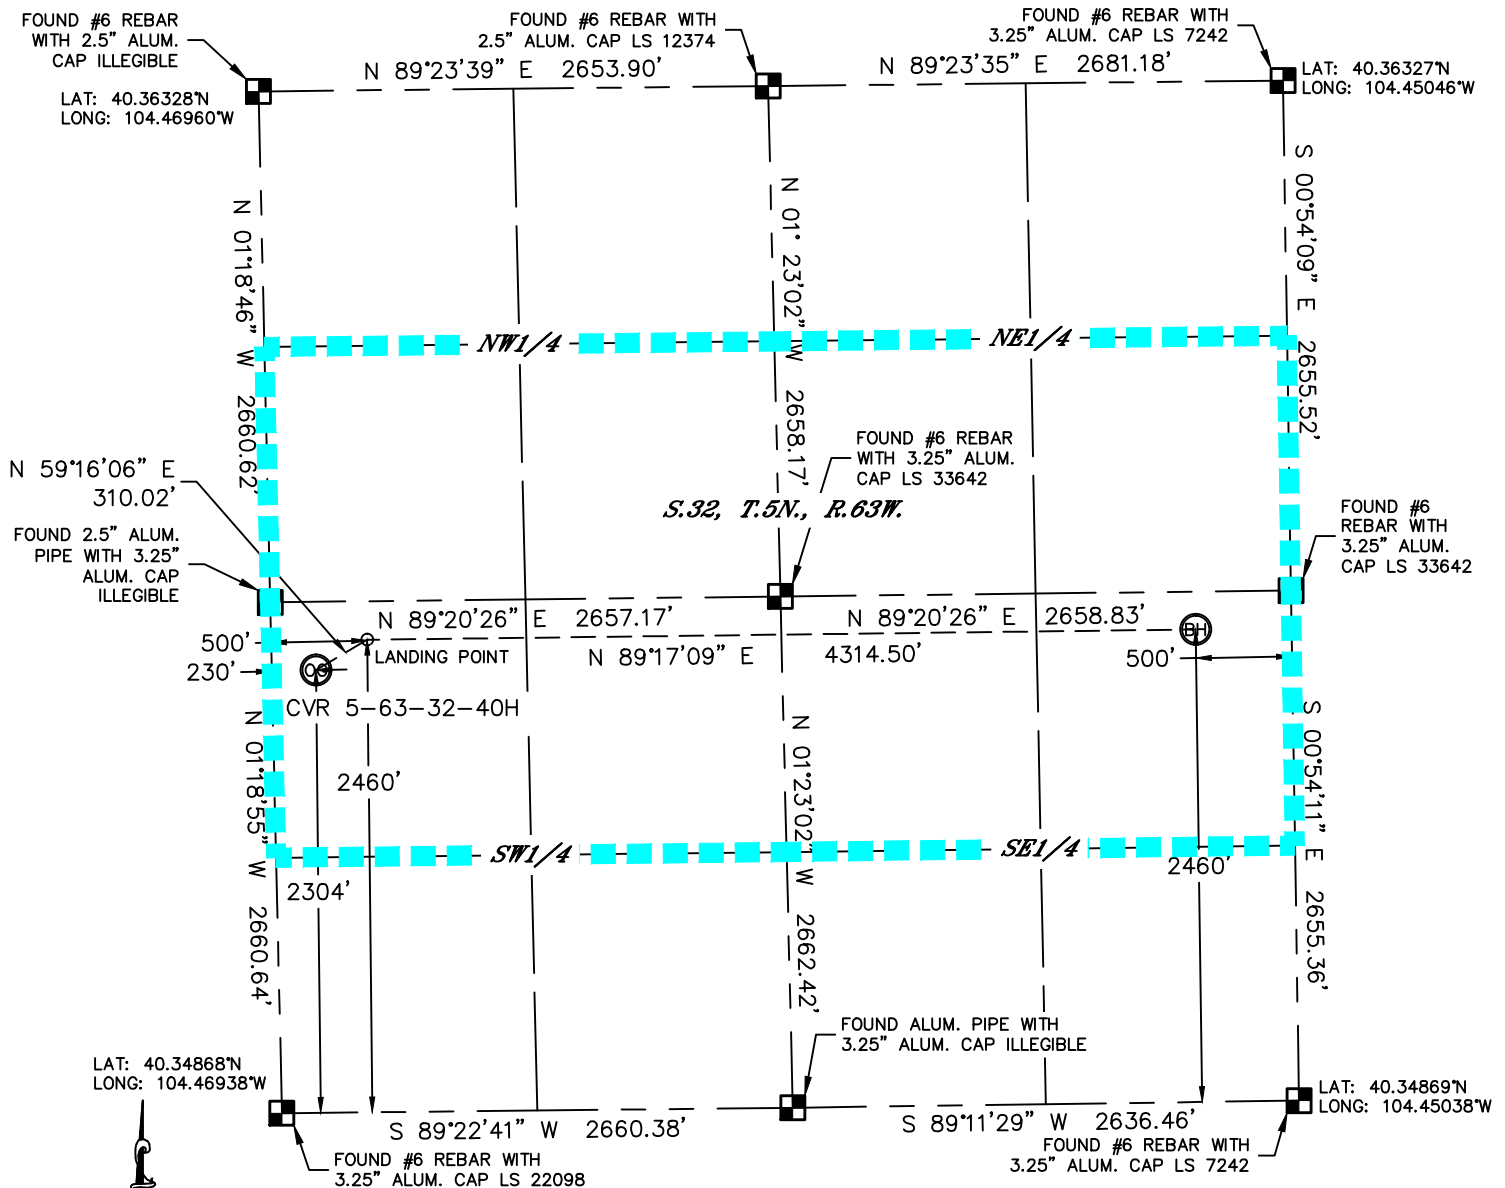 FOUND #6 REBAR
WITH 2.5" ALUM.
CAP ILLEGIBLE
FOUND #6 REBAR WITH
2.5" ALUM. CAP LS 12374
FOUND #6 REBAR WITH
3.25" ALUM. CAP LS 7242
N 89°23'39" E 2653.90'
N 89°23'35" E 2681.18'
LAT: 40.36328°N
LONG: 104.46960°W
LAT: 40.36327°N
LONG: 104.45046°W
N 01°18'46" W 2660.62'
N 01° 23'02" W 2658.17'
S 00°54'09" E 2655.52'
NW1/4
NE1/4
N 59°16'06" E
310.02'
FOUND #6 REBAR
WITH 3.25" ALUM.
CAP LS 33642
S.32, T.5N., R.63W.
FOUND 2.5" ALUM.
PIPE WITH 3.25"
ALUM. CAP
ILLEGIBLE
FOUND #6
REBAR WITH
3.25" ALUM.
CAP LS 33642
N 89°20'26" E 2657.17'
N 89°20'26" E 2658.83'
500'
LANDING POINT
N 89°17'09" E 4314.50'
BH
500'
230'
CVR 5-63-32-40H
N 01°18'55" W 2660.64'
N 01°23'02" W 2662.42'
S 00°54'11" E 2655.36'
2460'
SW1/4
SE1/4
2304'
2460'
FOUND ALUM. PIPE WITH
3.25" ALUM. CAP ILLEGIBLE
LAT: 40.34868°N
LONG: 104.46938°W
LAT: 40.34869°N
LONG: 104.45038°W
S 89°22'41" W 2660.38'
S 89°11'29" W 2636.46'
FOUND #6 REBAR WITH
3.25" ALUM. CAP LS 22098
FOUND #6 REBAR WITH
3.25" ALUM. CAP LS 7242